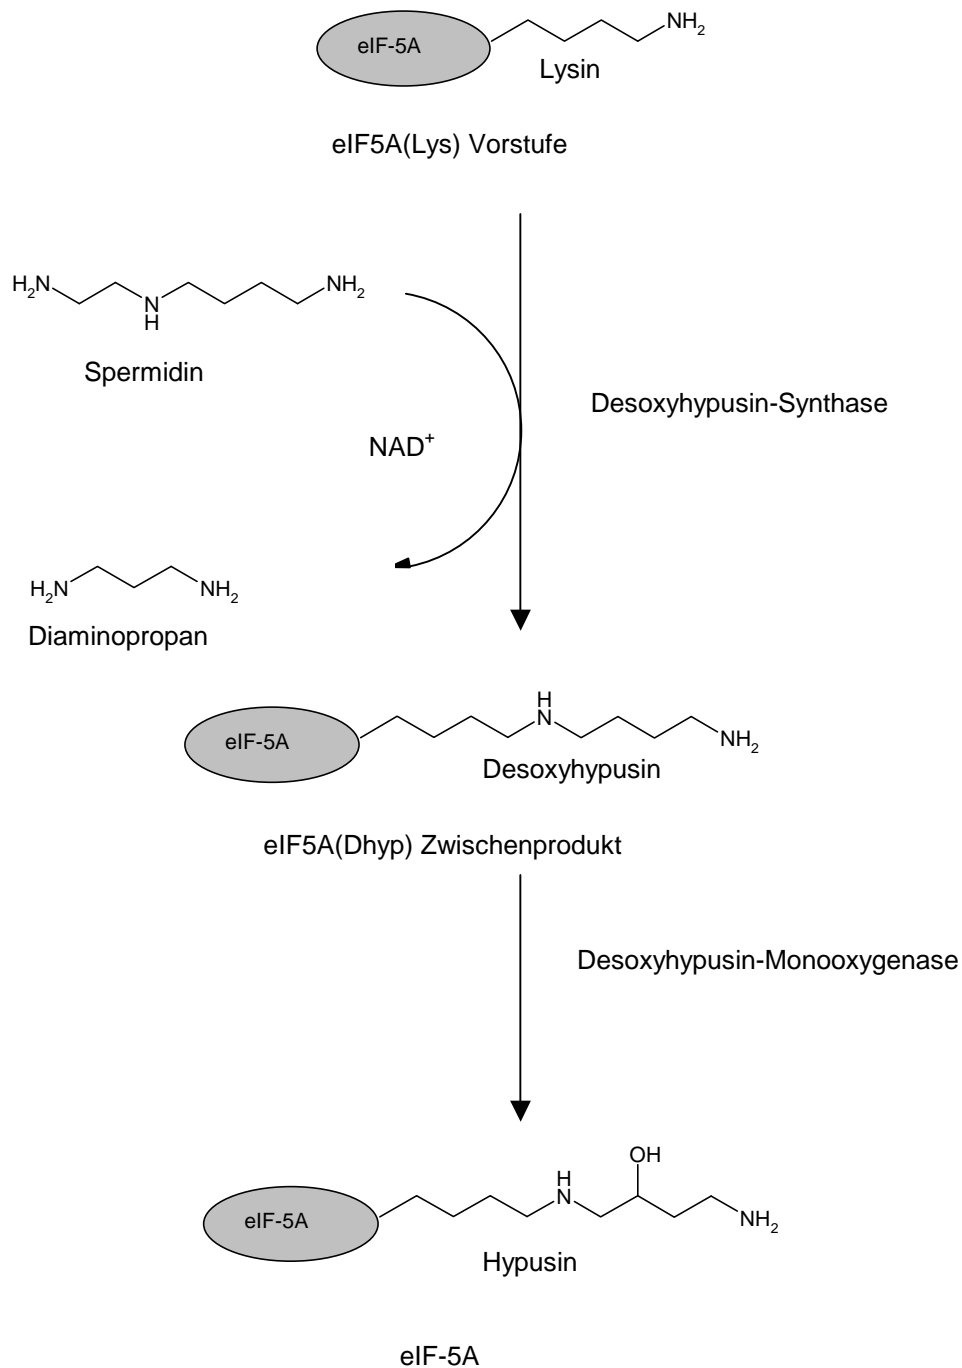 eIF-5A
NH2
Lysin
eIF5A(Lys) Vorstufe
H2N
N
H
NH2
Spermidin
Desoxyhypusin-Synthase
NAD+
H2N
NH2
Diaminopropan
eIF-5A
H
N
NH2
Desoxyhypusin
eIF5A(Dhyp) Zwischenprodukt
Desoxyhypusin-Monooxygenase
OH
eIF-5A
H
N
NH2
Hypusin
eIF-5A